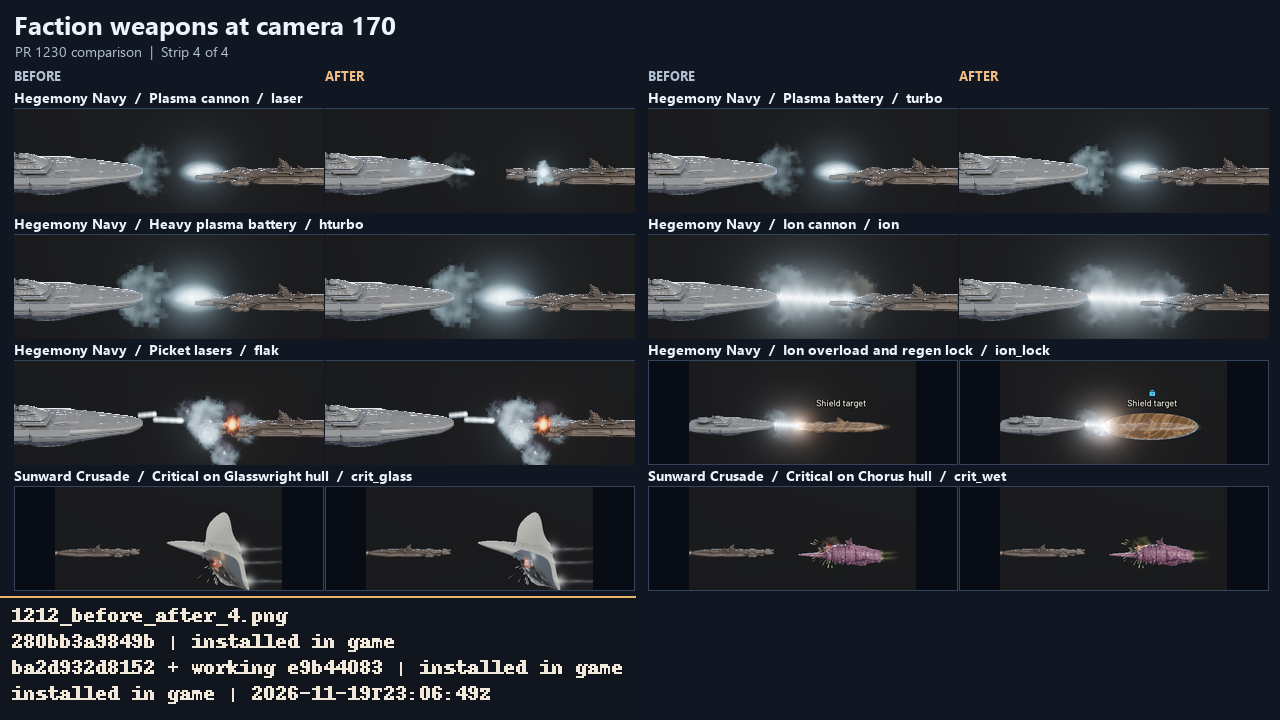 Faction weapons at camera 170
PR 1230 comparison | Strip 4 of 4
BEFORE AFTER BEFORE AFTER
Hegemony Navy / Plasma cannon / laser
Hegemony Navy / Plasma battery / turbo
Hegemony Navy / Heavy plasma battery / hturbo
Hegemony Navy / Ion cannon / ion
Hegemony Navy / Picket lasers / flak
Hegemony Navy / Ion overload and regen lock / ion_lock
Shield target
Shield target
Sunward Crusade / Critical on Glasswright hull / crit_glass
Sunward Crusade / Critical on Chorus hull / crit_wet
1212_before_after_4.png
280bb3a9849b | installed in game
ba2d932d8152 + working e9b44083 | installed in game
installed in game | 2026-11-19T23:06:49Z